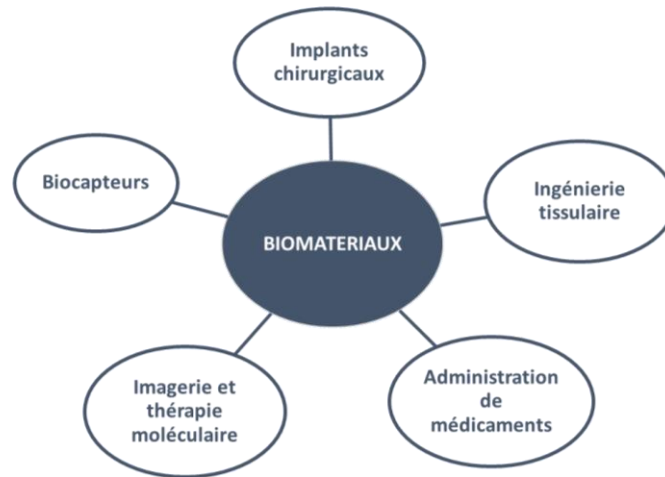 Implants
chirurgicaux
Biocapteurs
Ingénierie
tissulaire
BIOMATERIAUX
Imagerie et
thérapie
moléculaire
Administration
de
médicaments